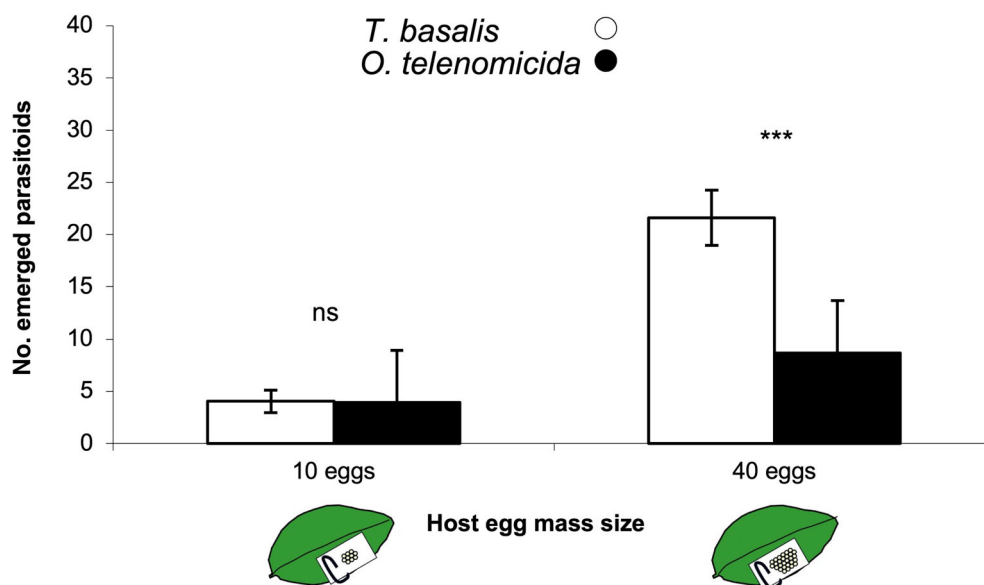 40
35
30
25
20
15
10
5
0
No. emerged parasitoids
T. basalis
O. telenomicida
***
ns
10 eggs
40 eggs
Host egg mass size